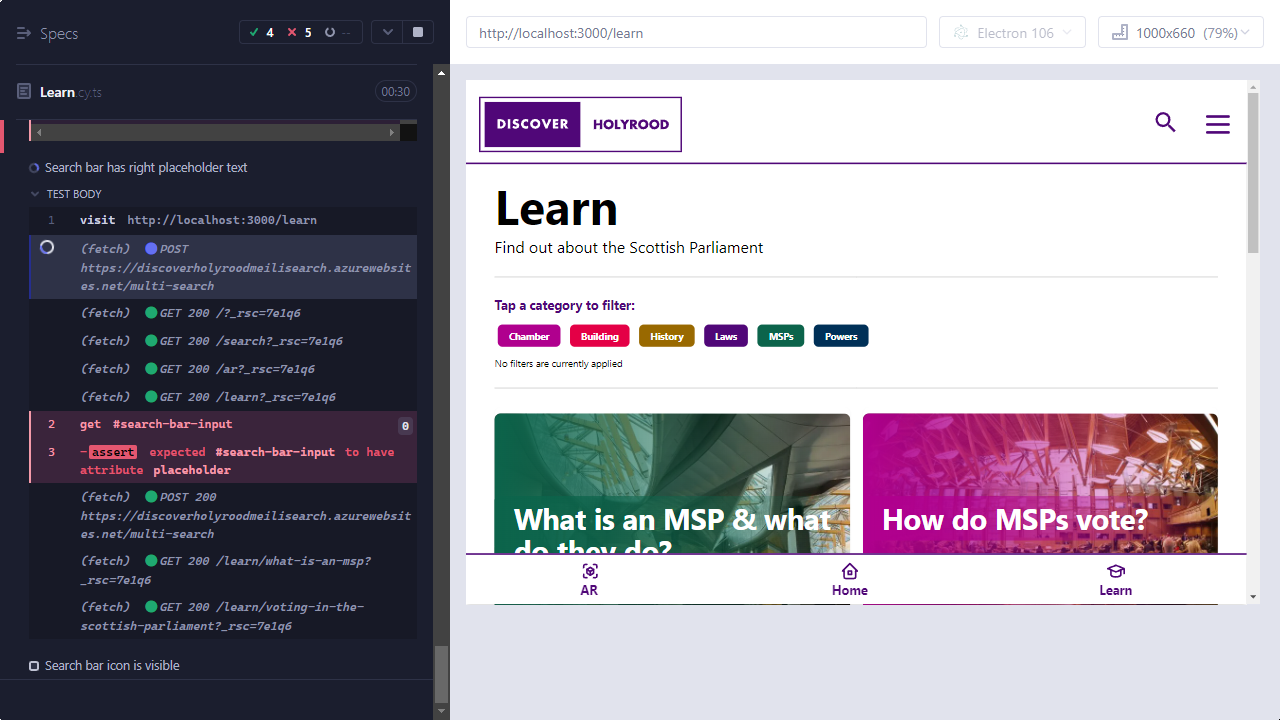 Specs
4 5 --
Learn.cy.ts
00:30
Search bar has right placeholder text
TEST BODY
1 visit http://localhost:3000/learn
(fetch) POST
https://discoverholyroodmeilisearch.azurewebsit
es.net/multi-search
(fetch) GET 200 /?_rsc=7e1q6
(fetch) GET 200 /search?_rsc=7e1q6
(fetch) GET 200 /ar?_rsc=7e1q6
(fetch) GET 200 /learn?_rsc=7e1q6
2 get #search-bar-input 0
3 -assert expected #search-bar-input to have
attribute placeholder
(fetch) POST 200
https://discoverholyroodmeilisearch.azurewebsit
es.net/multi-search
(fetch) GET 200 /learn/what-is-an-msp?
_rsc=7e1q6
(fetch) GET 200 /learn/voting-in-the-
scottish-parliament?_rsc=7e1q6
Search bar icon is visible
http://localhost:3000/learn
Electron 106
1000x660 (79%)
DISCOVER HOLYROOD
Learn
Find out about the Scottish Parliament
Tap a category to filter:
Chamber Building History Laws MSPs Powers
No filters are currently applied
What is an MSP & what
do they do?
How do MSPs vote?
AR Home Learn